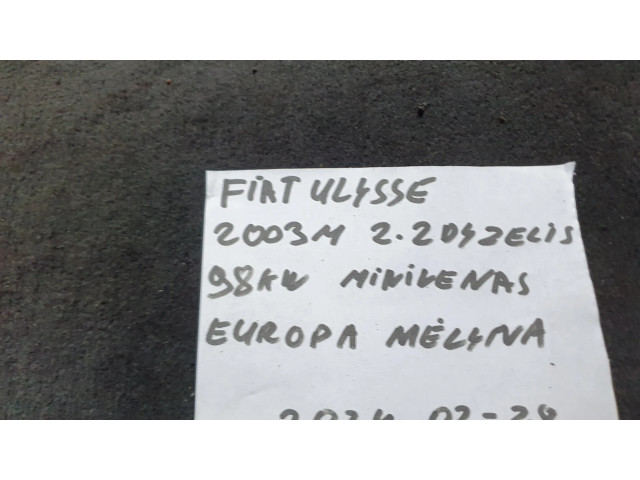 FIAT ULYSSE
2003M 2.2DYZELIS
98KW MINIVENAS
EUROPA MĖLYNA